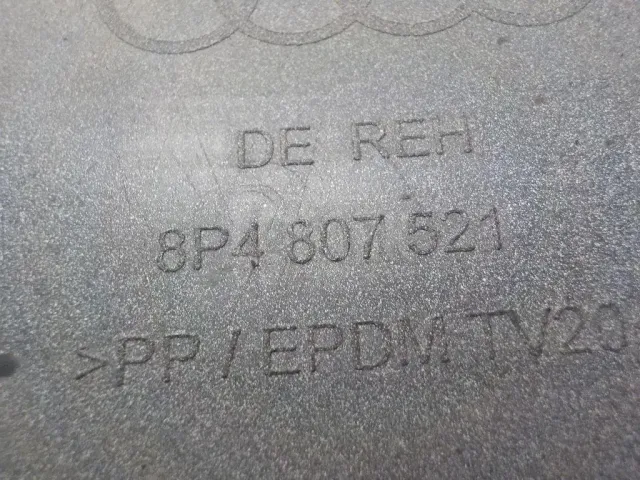 DE REH
8P4 807 521
>PP / EPDM TV20